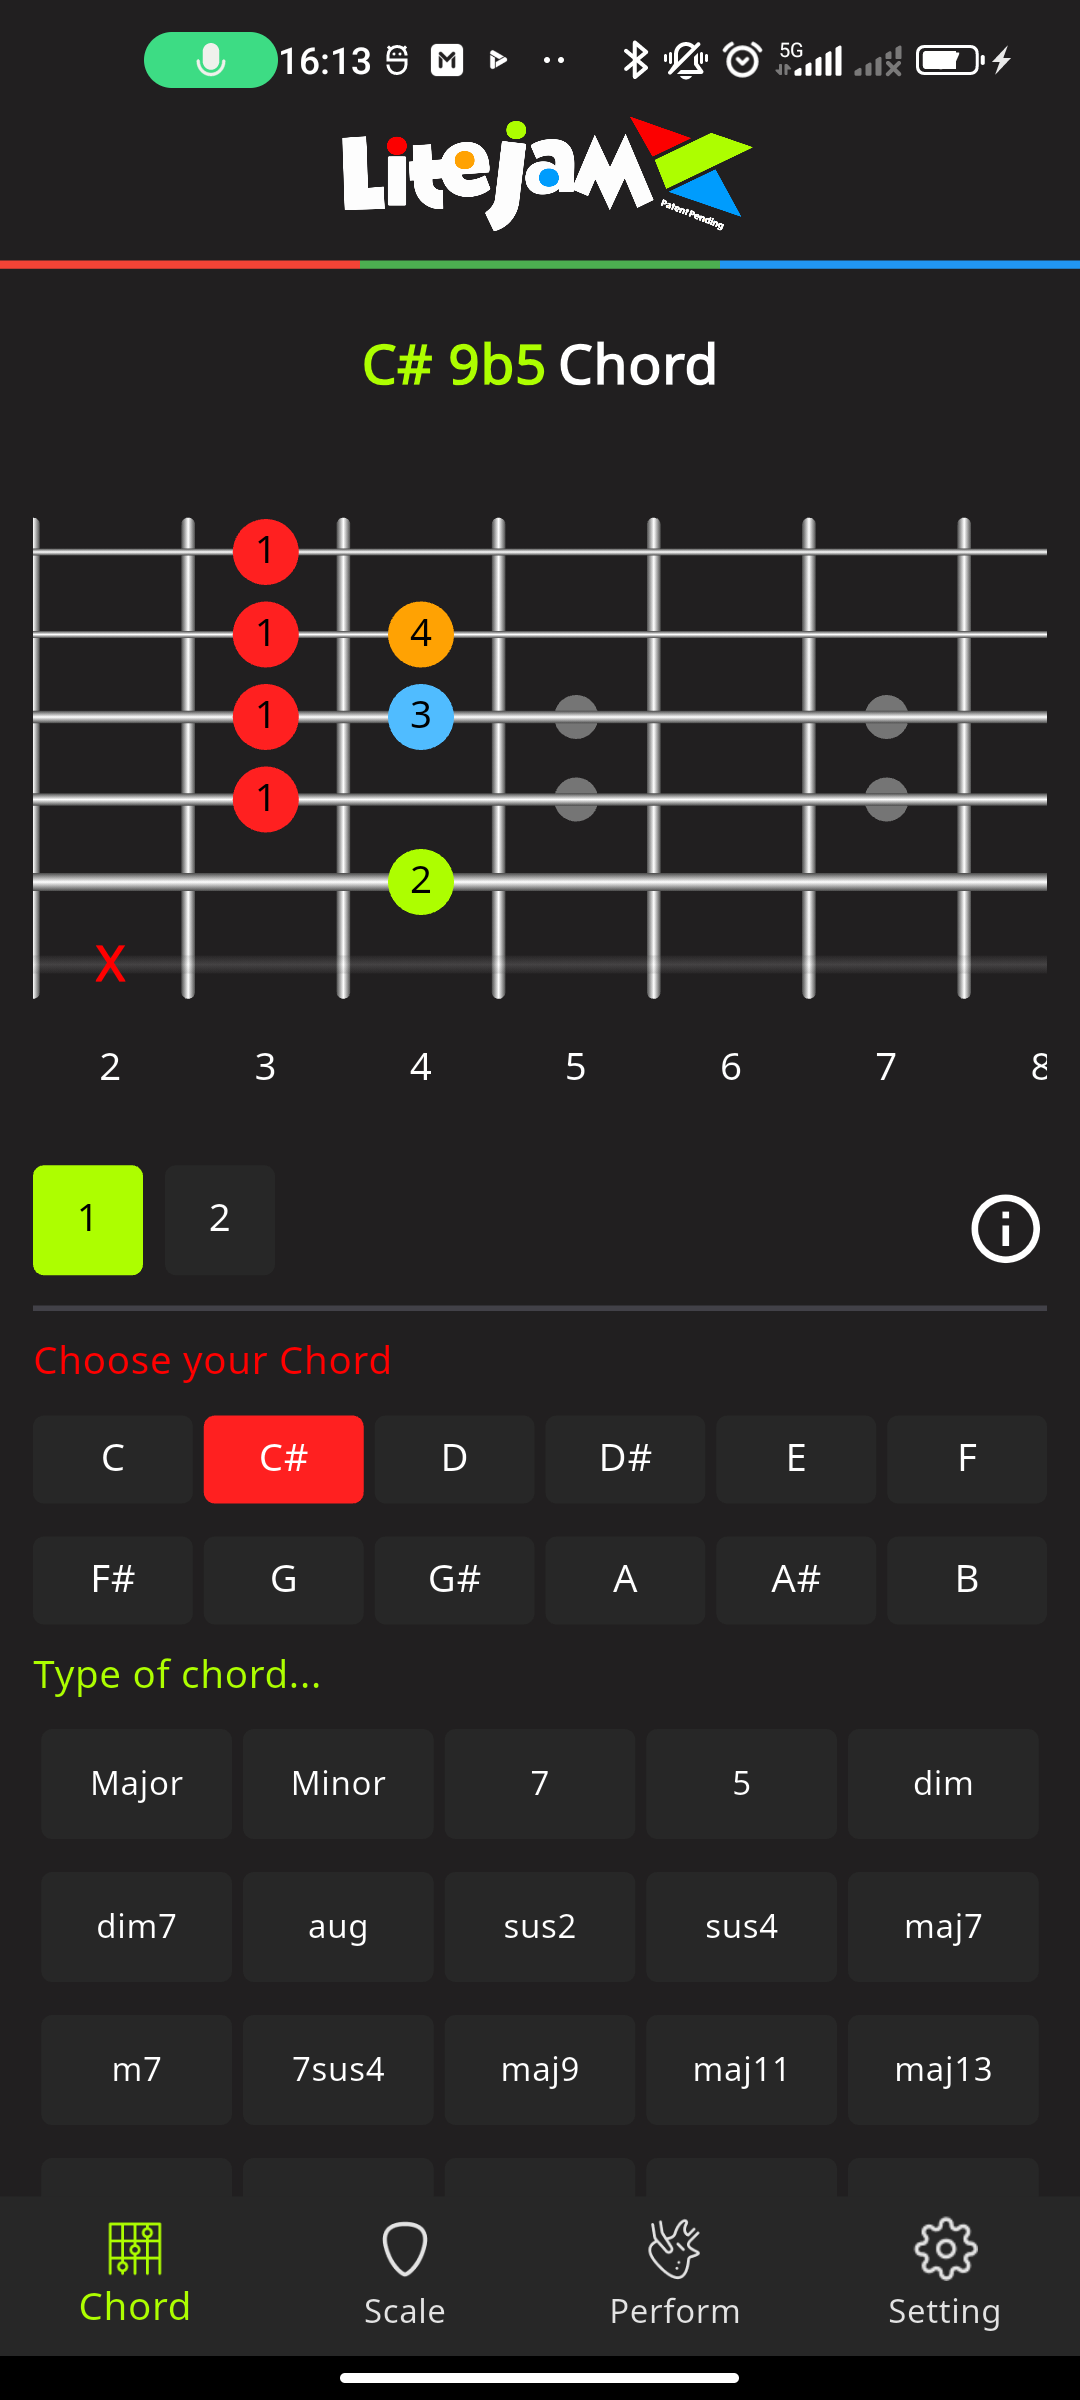 16:13
5G
Litejam
Patent Pending
C# 9b5 Chord
1
1 4
1 3
1
2
X
2 3 4 5 6 7 8
1 2
Choose your Chord
C C# D D# E F
F# G G# A A# B
Type of chord...
Major Minor 7 5 dim
dim7 aug sus2 sus4 maj7
m7 7sus4 maj9 maj11 maj13
Chord Scale Perform Setting